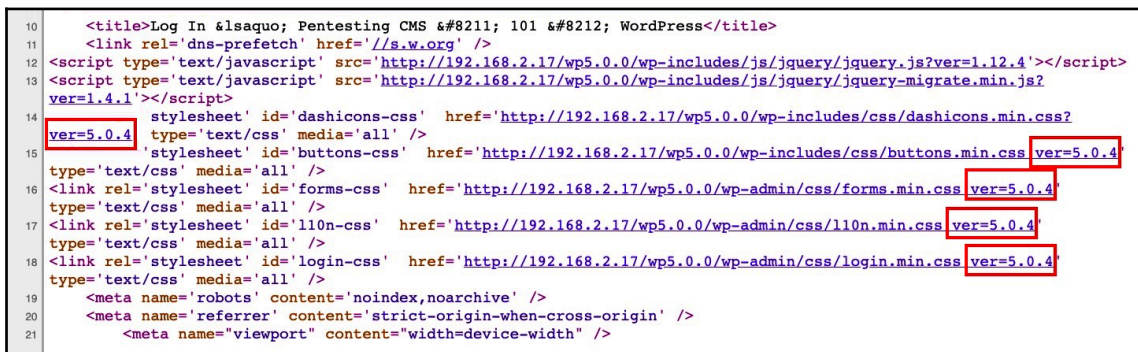 10 <title>Log In &lsaquo; Pentesting CMS &#8211; 101 &#8212; WordPress</title>
11 <link rel='dns-prefetch' href='//s.w.org' />
12 <script type='text/javascript' src='http://192.168.2.17/wp5.0.0/wp-includes/js/jquery/jquery.js?ver=1.12.4'></script>
13 <script type='text/javascript' src='http://192.168.2.17/wp5.0.0/wp-includes/js/jquery/jquery-migrate.min.js?
ver=1.4.1'></script>
14 stylesheet' id='dashicons-css' href='http://192.168.2.17/wp5.0.0/wp-includes/css/dashicons.min.css?
ver=5.0.4 type='text/css' media='all' />
15 'stylesheet' id='buttons-css' href='http://192.168.2.17/wp5.0.0/wp-includes/css/buttons.min.css ver=5.0.4'
type='text/css' media='all' />
16 <link rel='stylesheet' id='forms-css' href='http://192.168.2.17/wp5.0.0/wp-admin/css/forms.min.css ver=5.0.4'
type='text/css' media='all' />
17 <link rel='stylesheet' id='l10n-css' href='http://192.168.2.17/wp5.0.0/wp-admin/css/l10n.min.css ver=5.0.4'
type='text/css' media='all' />
18 <link rel='stylesheet' id='login-css' href='http://192.168.2.17/wp5.0.0/wp-admin/css/login.min.css ver=5.0.4'
type='text/css' media='all' />
19 <meta name='robots' content='noindex,noarchive' />
20 <meta name='referrer' content='strict-origin-when-cross-origin' />
21 <meta name="viewport" content="width=device-width" />